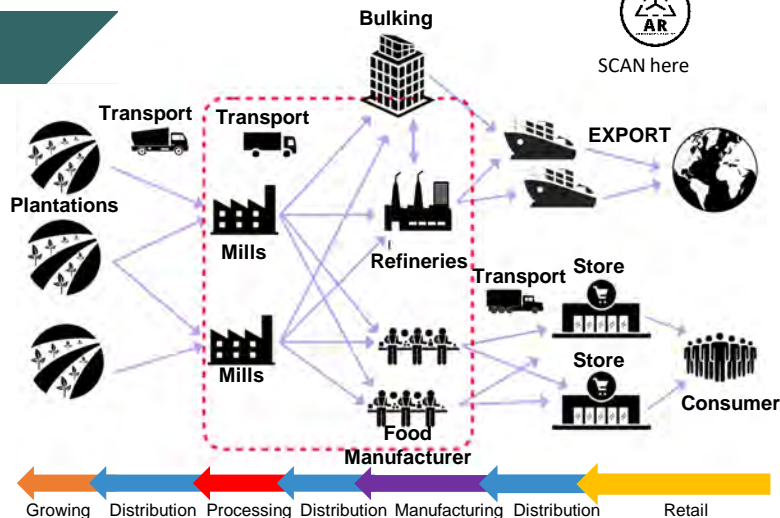 Bulking
AR
SCAN here
Transport
Transport
EXPORT
Plantations
Mills
Refineries
Transport
Store
Mills
Store
Consumer
Food
Manufacturer
Growing
Distribution
Processing
Distribution
Manufacturing
Distribution
Retail